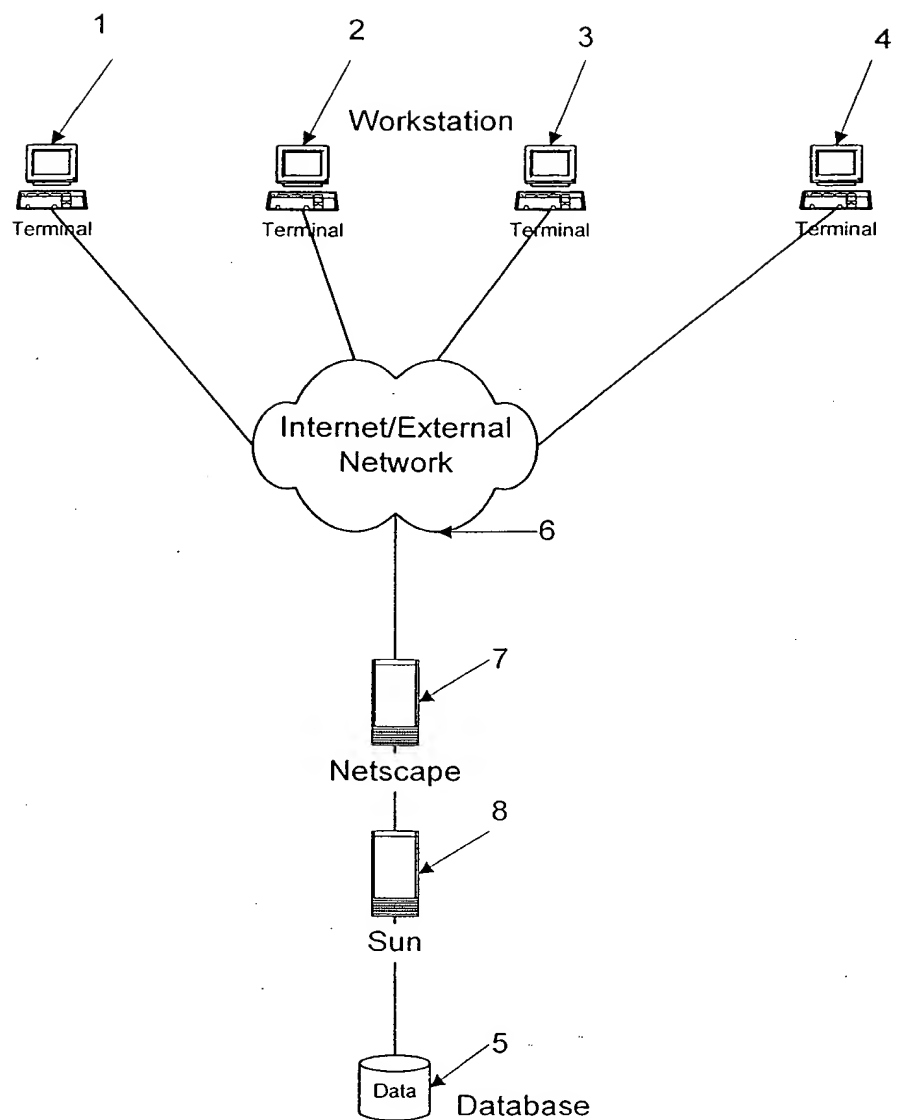 1 2 3 4
Workstation
Terminal Terminal Terminal Terminal
Internet/External
Network
6
7
Netscape
8
Sun
5
Data
Database